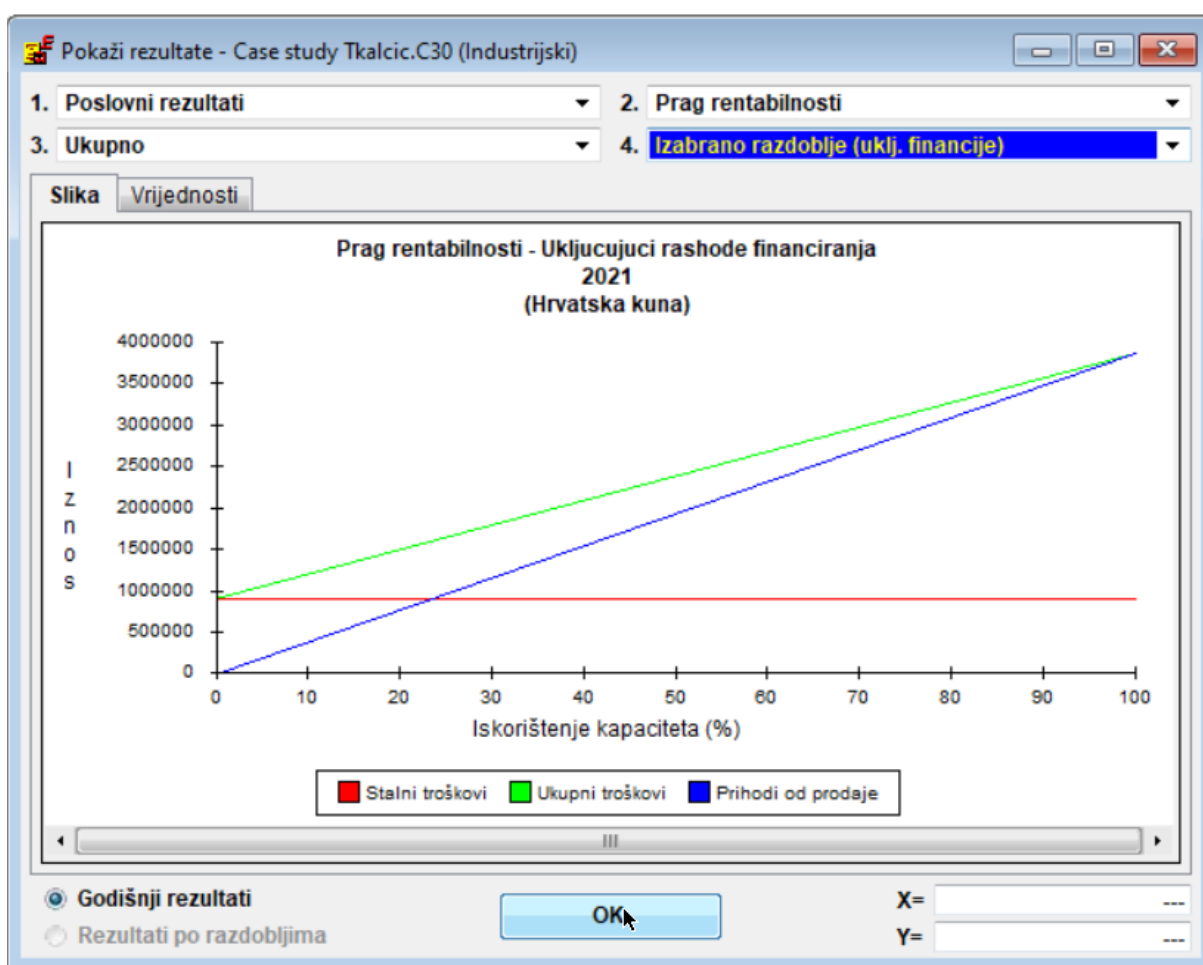 Pokaži rezultate - Case study Tkalcic.C30 (Industrijski)
1. Poslovni rezultati
2. Prag rentabilnosti
3. Ukupno
4. Izabrano razdoblje (uklj. financije)
Slika Vrijednosti
Prag rentabilnosti - Ukljucujuci rashode financiranja
2021
(Hrvatska kuna)
Iznos
4000000
3500000
3000000
2500000
2000000
1500000
1000000
500000
0
0 10 20 30 40 50 60 70 80 90 100
Iskorištenje kapaciteta (%)
Stalni troškovi Ukupni troškovi Prihodi od prodaje
Godišnji rezultati
Rezultati po razdobljima
OK
X= ---
Y= ---